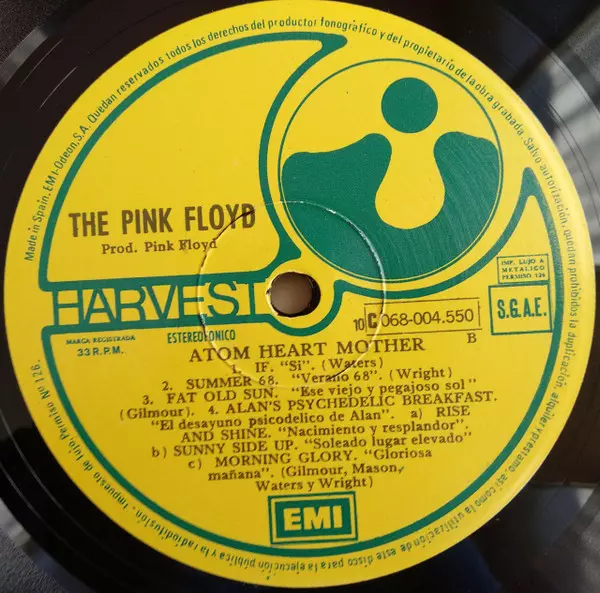 Made in Spain, EMI-Odeon, S.A. Quedan reservados todos los derechos del productor fonográfico y del propietario de la obra grabada. Salvo autorización, quedan prohibidos la duplicación, alquiler y préstamo, así como la utilización de este disco para la ejecución pública y la radiodifusión. - Impuesto de lujo, Permiso Nº 126.
THE PINK FLOYD
Prod. Pink Floyd
IMP. LUJO A
METALICO
PERMISO 126
HARVEST
S.G.A.E.
MARCA REGISTRADA
33 R.P.M.
ESTEREOFONICO
10 C 068-004.550
B
ATOM HEART MOTHER
1. IF. "Si". (Waters)
2. SUMMER 68. "Verano 68". (Wright)
3. FAT OLD SUN. "Ese viejo y pegajoso sol"
(Gilmour). 4. ALAN'S PSYCHEDELIC BREAKFAST.
"El desayuno psicodelico de Alan". a) RISE
AND SHINE. "Nacimiento y resplandor".
b) SUNNY SIDE UP. "Soleado lugar elevado"
c) MORNING GLORY. "Gloriosa
mañana". (Gilmour, Mason,
Waters y Wright)
EMI